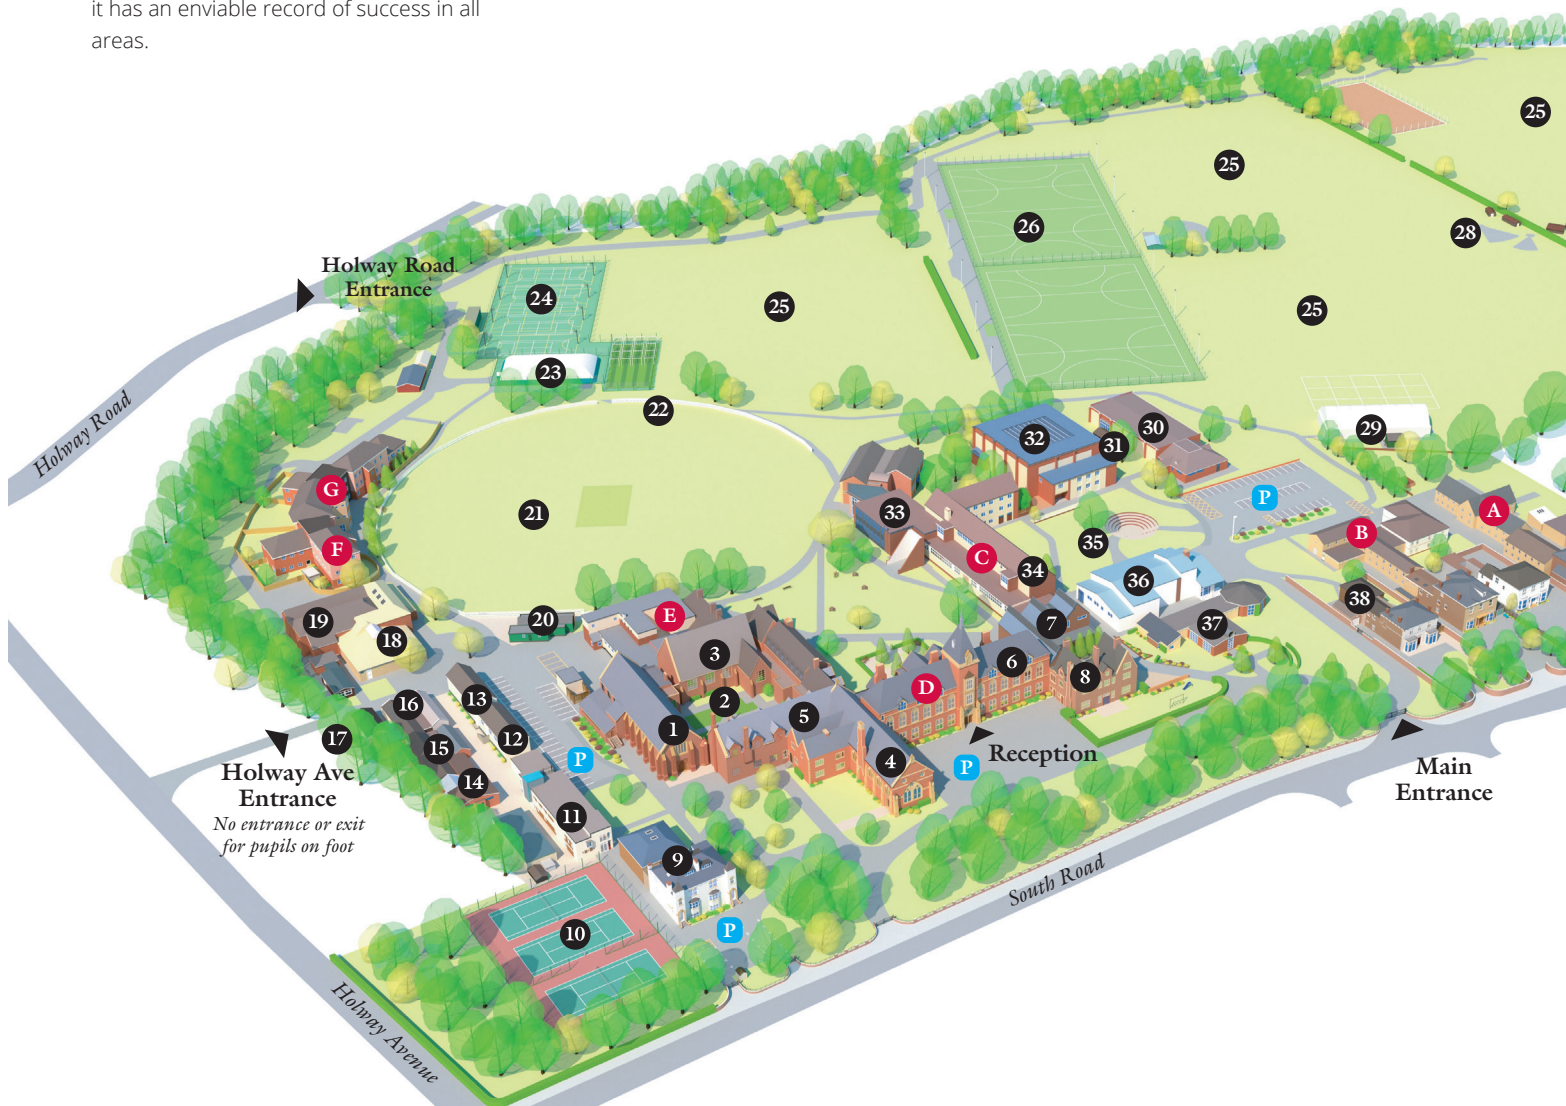 it has an enviable record of success in all
areas.
25
25
26
28
Holway Road
Entrance
24
25
25
23
22
Holway Road
29
32
30
31
G
P
A
21
33
B
F
35
C
34
36
38
19
18
20
E
7
37
3
6
8
13
D
16
2
5
1
17
15
12
4
Reception
Holway Ave
Entrance
No entrance or exit
for pupils on foot
14
P
P
Main
Entrance
11
9
South Road
10
P
Holway Avenue